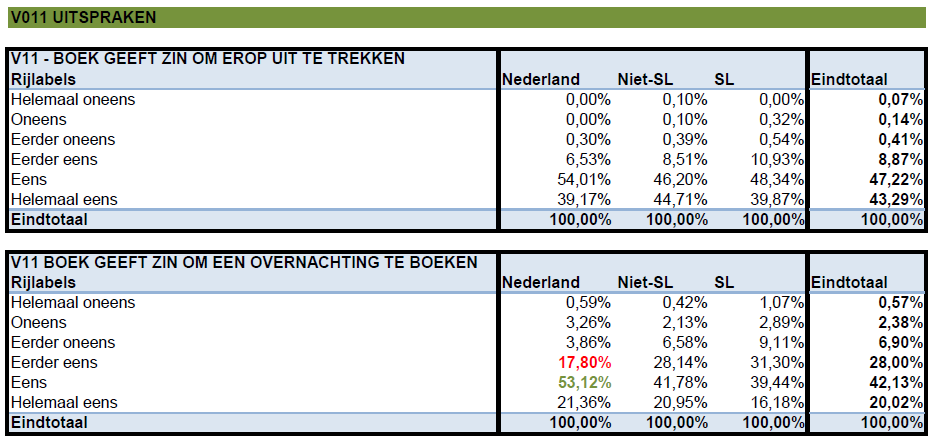 V011 UITSPRAKEN
V11 - BOEK GEEFT ZIN OM EROP UIT TE TREKKEN
Rijlabels Nederland Niet-SL SL Eindtotaal
Helemaal oneens 0,00% 0,10% 0,00% 0,07%
Oneens 0,00% 0,10% 0,32% 0,14%
Eerder oneens 0,30% 0,39% 0,54% 0,41%
Eerder eens 6,53% 8,51% 10,93% 8,87%
Eens 54,01% 46,20% 48,34% 47,22%
Helemaal eens 39,17% 44,71% 39,87% 43,29%
Eindtotaal 100,00% 100,00% 100,00% 100,00%
V11 BOEK GEEFT ZIN OM EEN OVERNACHTING TE BOEKEN
Rijlabels Nederland Niet-SL SL Eindtotaal
Helemaal oneens 0,59% 0,42% 1,07% 0,57%
Oneens 3,26% 2,13% 2,89% 2,38%
Eerder oneens 3,86% 6,58% 9,11% 6,90%
Eerder eens 17,80% 28,14% 31,30% 28,00%
Eens 53,12% 41,78% 39,44% 42,13%
Helemaal eens 21,36% 20,95% 16,18% 20,02%
Eindtotaal 100,00% 100,00% 100,00% 100,00%